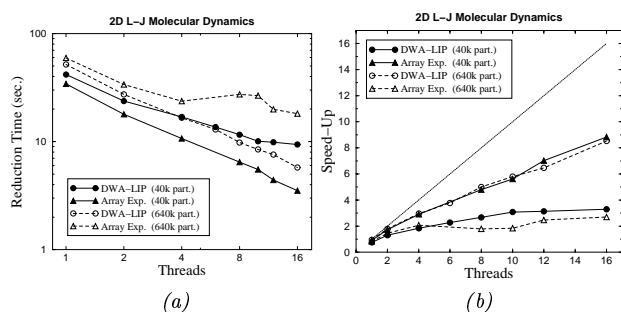 2D L-J Molecular Dynamics
100
10
1
Reduction Time (sec.)
DWA-LIP (40k part.)
Array Exp. (40k part.)
DWA-LIP (640k part.)
Array Exp. (640k part.)
1 2 4 8 16
Threads
(a)
2D L-J Molecular Dynamics
16
14
12
10
8
6
4
2
0
Speed-Up
DWA-LIP (40k part.)
Array Exp. (40k part.)
DWA-LIP (640k part.)
Array Exp. (640k part.)
0 2 4 6 8 10 12 14 16
Threads
(b)